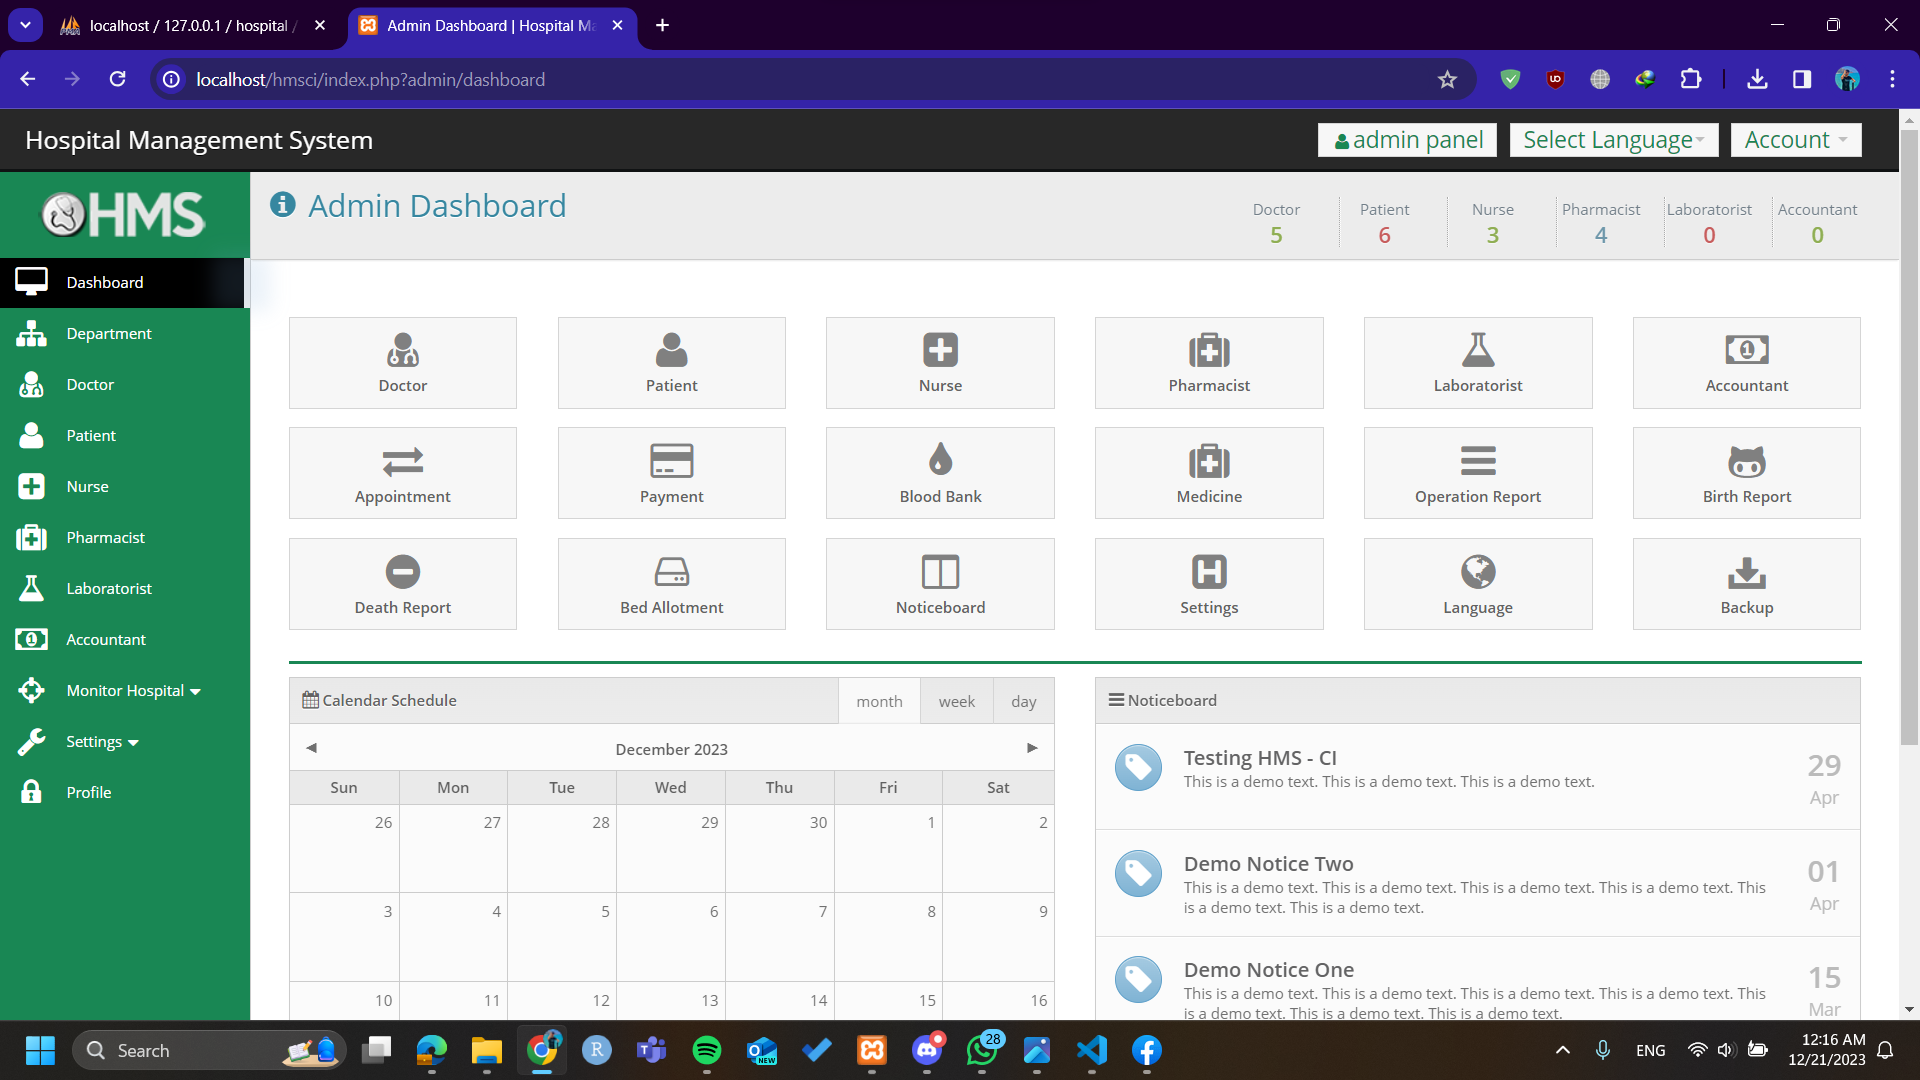 localhost / 127.0.0.1 / hospital /
Admin Dashboard | Hospital Ma
localhost/hmsci/index.php?admin/dashboard
Hospital Management System
admin panel
Select Language
Account
HMS
Admin Dashboard
Doctor
5
Patient
6
Nurse
3
Pharmacist
4
Laboratorist
0
Accountant
0
Dashboard
Department
Doctor
Patient
Nurse
Pharmacist
Laboratorist
Accountant
Monitor Hospital
Settings
Profile
Doctor
Patient
Nurse
Pharmacist
Laboratorist
Accountant
Appointment
Payment
Blood Bank
Medicine
Operation Report
Birth Report
Death Report
Bed Allotment
Noticeboard
Settings
Language
Backup
Calendar Schedule
month
week
day
December 2023
Sun Mon Tue Wed Thu Fri Sat
26 27 28 29 30 1 2
3 4 5 6 7 8 9
10 11 12 13 14 15 16
Noticeboard
Testing HMS - CI
This is a demo text. This is a demo text. This is a demo text.
29
Apr
Demo Notice Two
This is a demo text. This is a demo text. This is a demo text. This is a demo text. This
is a demo text. This is a demo text.
01
Apr
Demo Notice One
This is a demo text. This is a demo text. This is a demo text. This is a demo text. This
is a demo text. This is a demo text.
15
Mar
Search
NEW
28
ENG
12:16 AM
12/21/2023